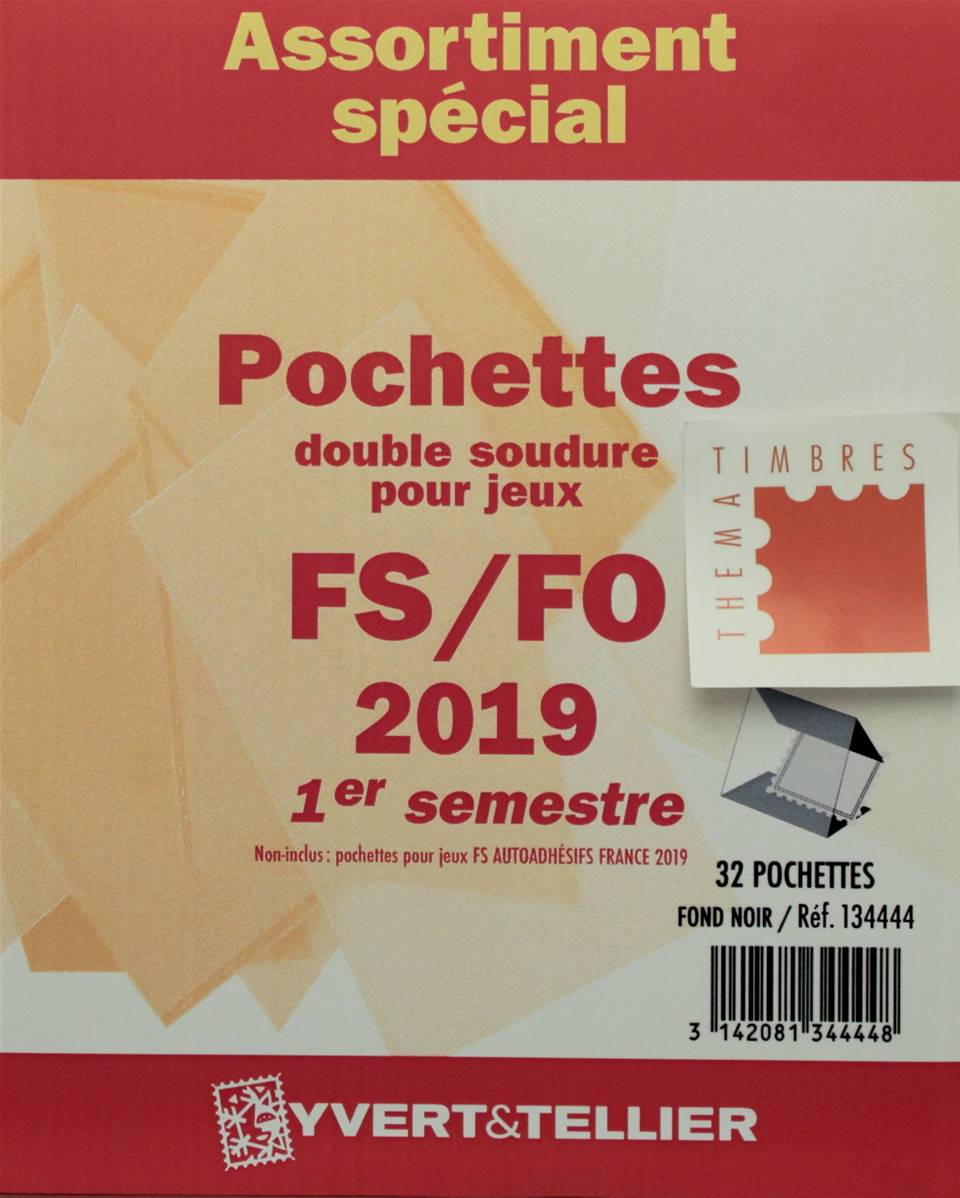 Assortiment
spécial
Pochettes
double soudure
pour jeux
TIMBRES
THEMA
FS/FO
2019
1er semestre
Non-inclus : pochettes pour jeux FS AUTOADHÉSIFS FRANCE 2019
32 POCHETTES
FOND NOIR / Réf. 134444
3 142081 344448
YVERT&TELLIER